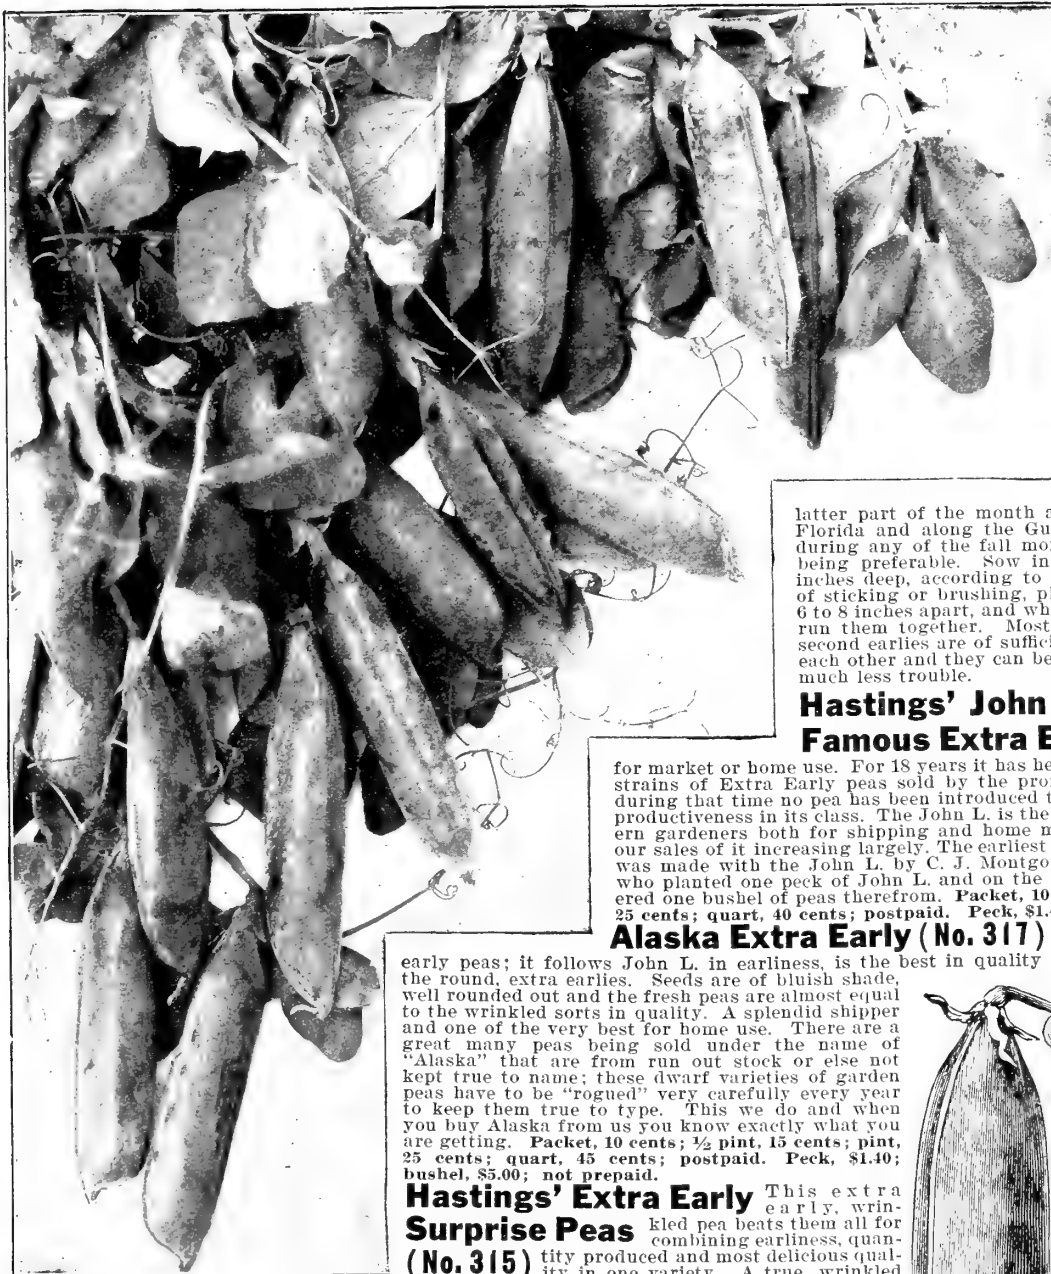 latter part of the month a
Florida and along the Gu
during any of the fall mo
being preferable. Sow in
inches deep, according to
of sticking or brushing, pl
6 to 8 inches apart, and wh
run them together. Most
second earlies are of suffici
each other and they can be
much less trouble.
Hastings' John
Famous Extra E
for market or home use. For 18 years it has he
strains of Extra Early peas sold by the pro
during that time no pea has been introduced t
productiveness in its class. The John L. is the
ern gardeners both for shipping and home m
our sales of it increasing largely. The earliest
was made with the John L. by C. J. Montgo
who planted one peck of John L. and on the
ered one bushel of peas therefrom. Packet, 10
25 cents; quart, 40 cents; postpaid. Peck, $1.
Alaska Extra Early (No. 317)
early peas; it follows John L. in earliness, is the best in quality
the round, extra earlies. Seeds are of bluish shade,
well rounded out and the fresh peas are almost equal
to the wrinkled sorts in quality. A splendid shipper
and one of the very best for home use. There are a
great many peas being sold under the name of
"Alaska" that are from run out stock or else not
kept true to name; these dwarf varieties of garden
peas have to be "rogued" very carefully every year
to keep them true to type. This we do and when
you buy Alaska from us you know exactly what you
are getting. Packet, 10 cents; ½ pint, 15 cents; pint,
25 cents; quart, 45 cents; postpaid. Peck, $1.40;
bushel, $5.00; not prepaid.
Hastings' Extra Early This extra
early, wrin-
Surprise Peas kled pea beats them all for
combining earliness, quan-
(No. 315) tity produced and most delicious qual-
ity in one variety. A true, wrinkled